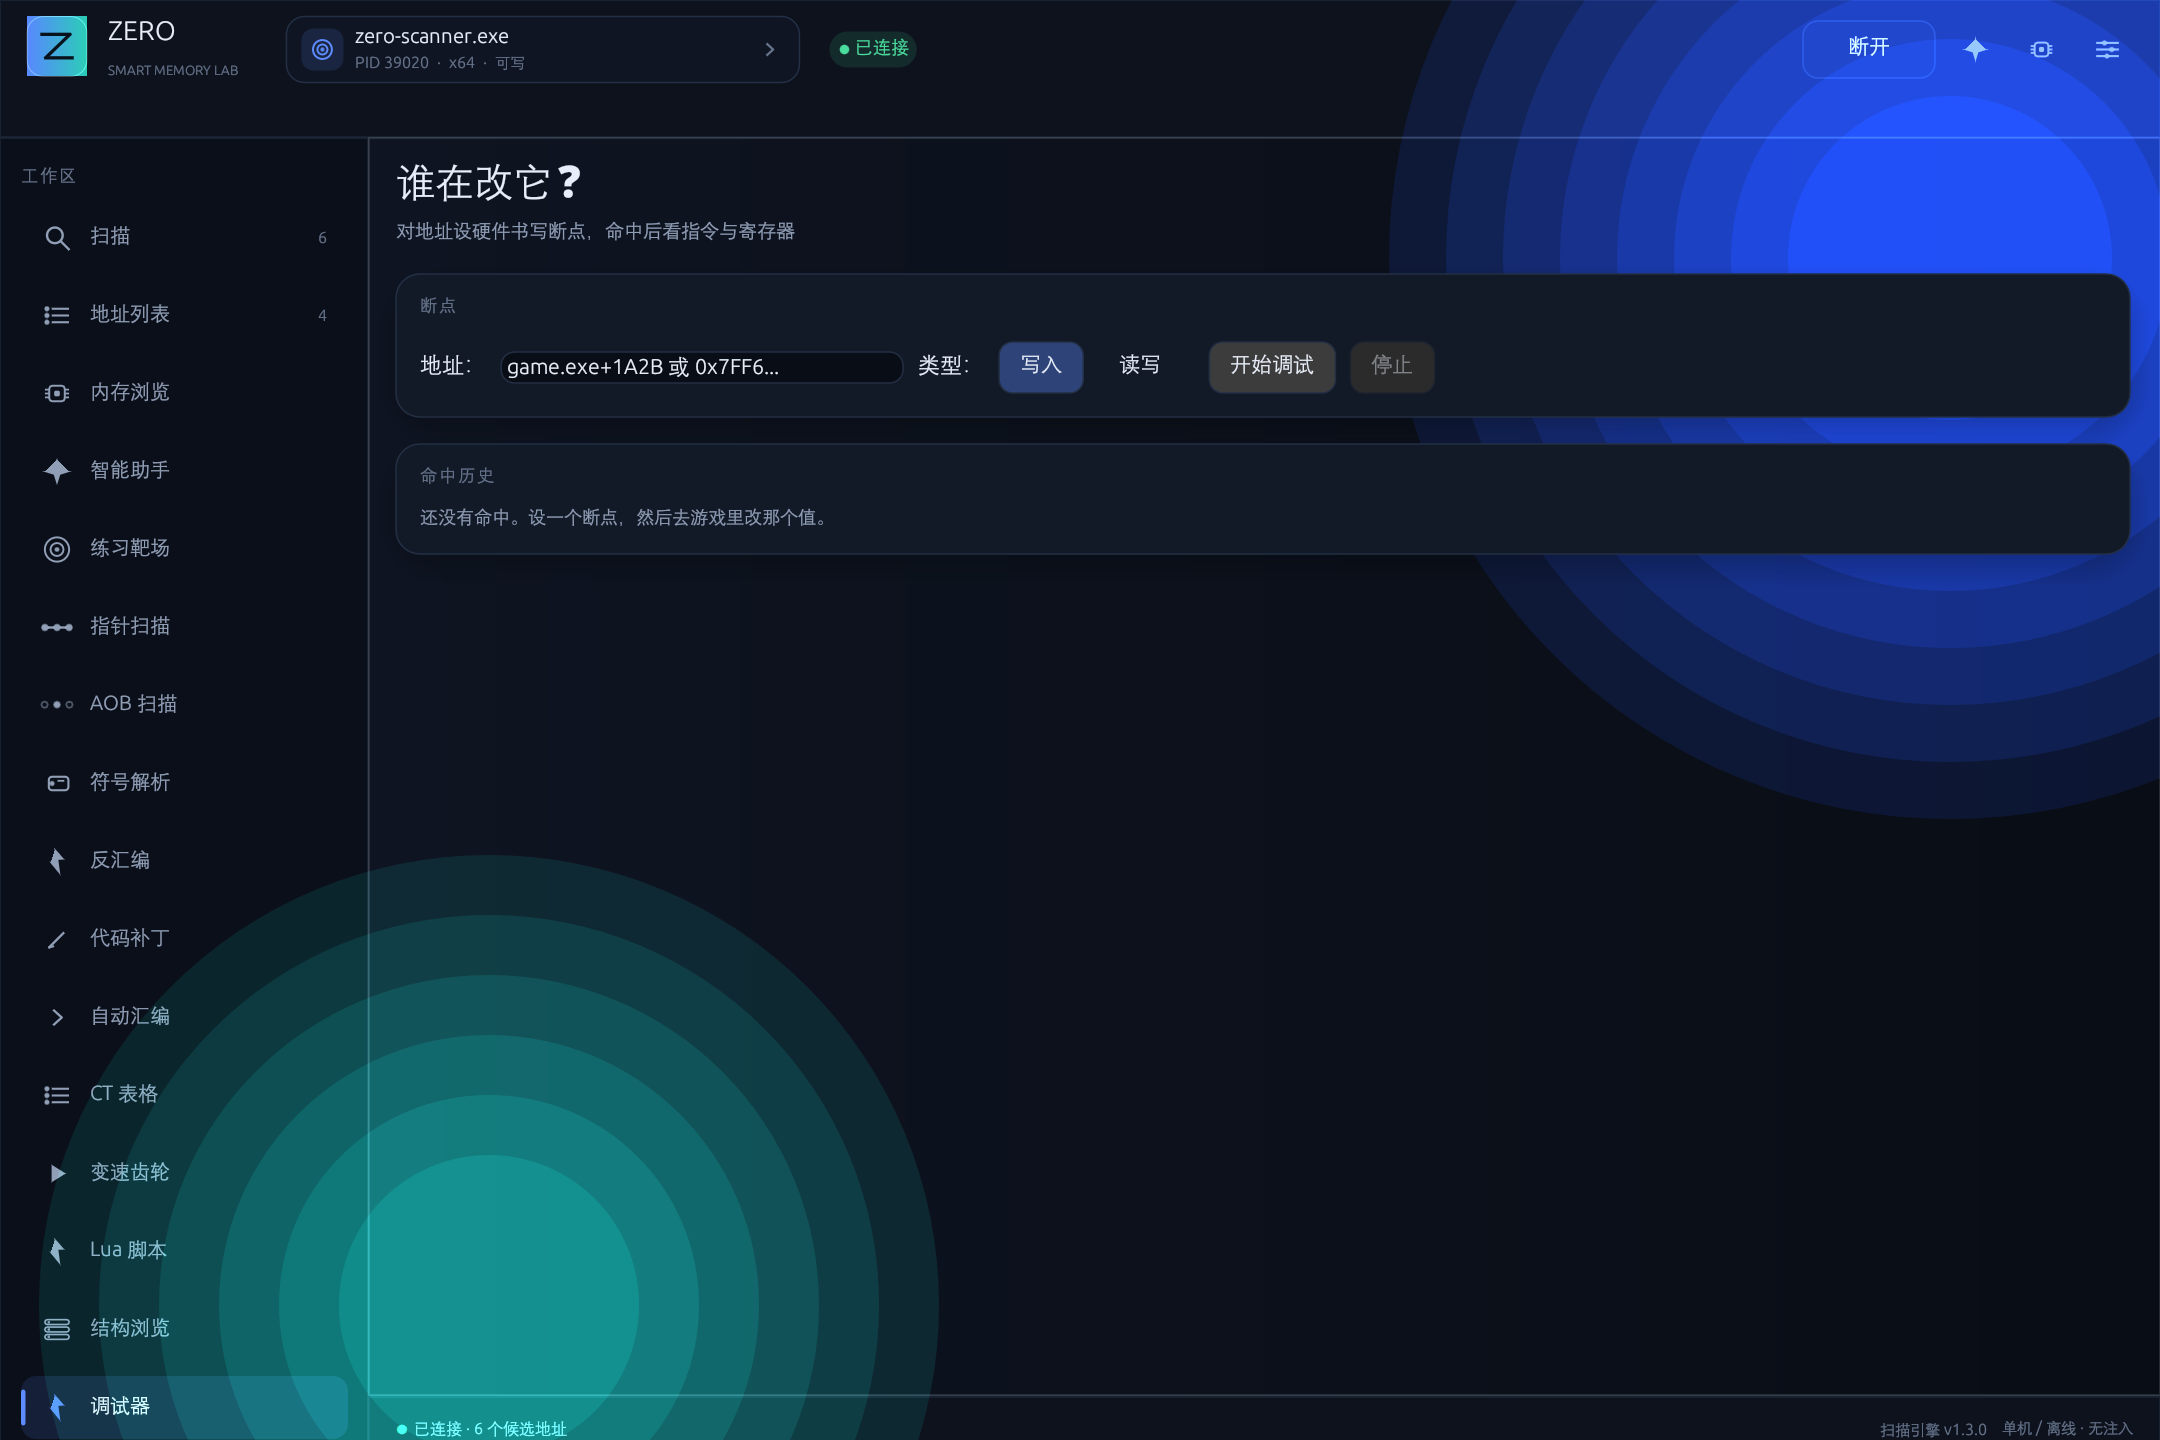 ZERO
SMART MEMORY LAB
zero-scanner.exe
PID 39020 · x64 · 可写
已连接
断开
工作区
扫描 6
地址列表 4
内存浏览
智能助手
练习靶场
指针扫描
AOB 扫描
符号解析
反汇编
代码补丁
自动汇编
CT 表格
变速齿轮
Lua 脚本
结构浏览
调试器
谁在改它?
对地址设硬件书写断点，命中后看指令与寄存器
断点
地址： game.exe+1A2B 或 0x7FF6... 类型： 写入 读写 开始调试 停止
命中历史
还没有命中。设一个断点，然后去游戏里改那个值。
已连接 · 6 个候选地址
扫描引擎 v1.3.0 单机 / 离线 · 无注入